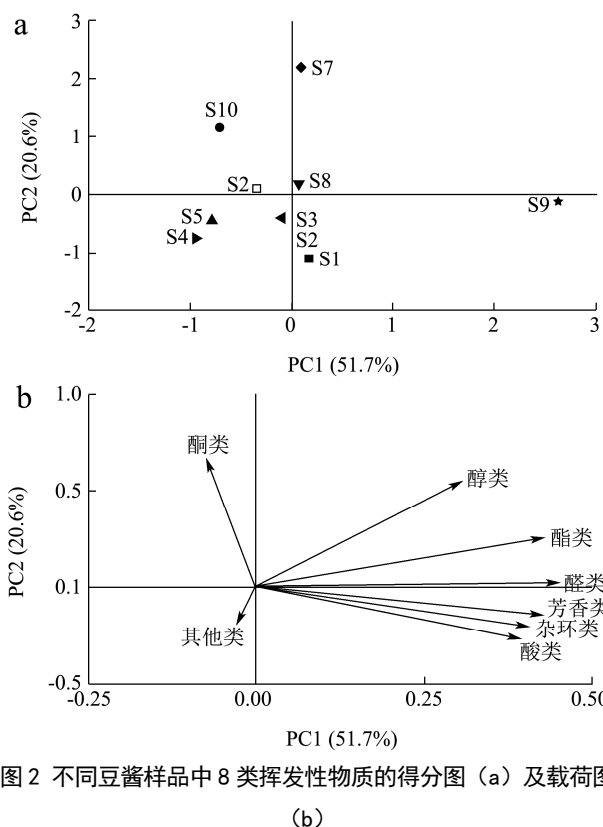 a
3
2
1
0
-1
-2
-2
-1
0
1
2
3
PC2 (20.6%)
S7
S10
S2
S8
S9
S5
S3
S4
S2
S1
PC1 (51.7%)
b
1.0
0.5
0.1
-0.5
-0.25
0.00
0.25
0.50
PC2 (20.6%)
酮类
醇类
酯类
醛类
芳香类
杂环类
其他类
酸类
PC1 (51.7%)
图 2 不同豆酱样品中 8 类挥发性物质的得分图（a）及载荷图
（b）